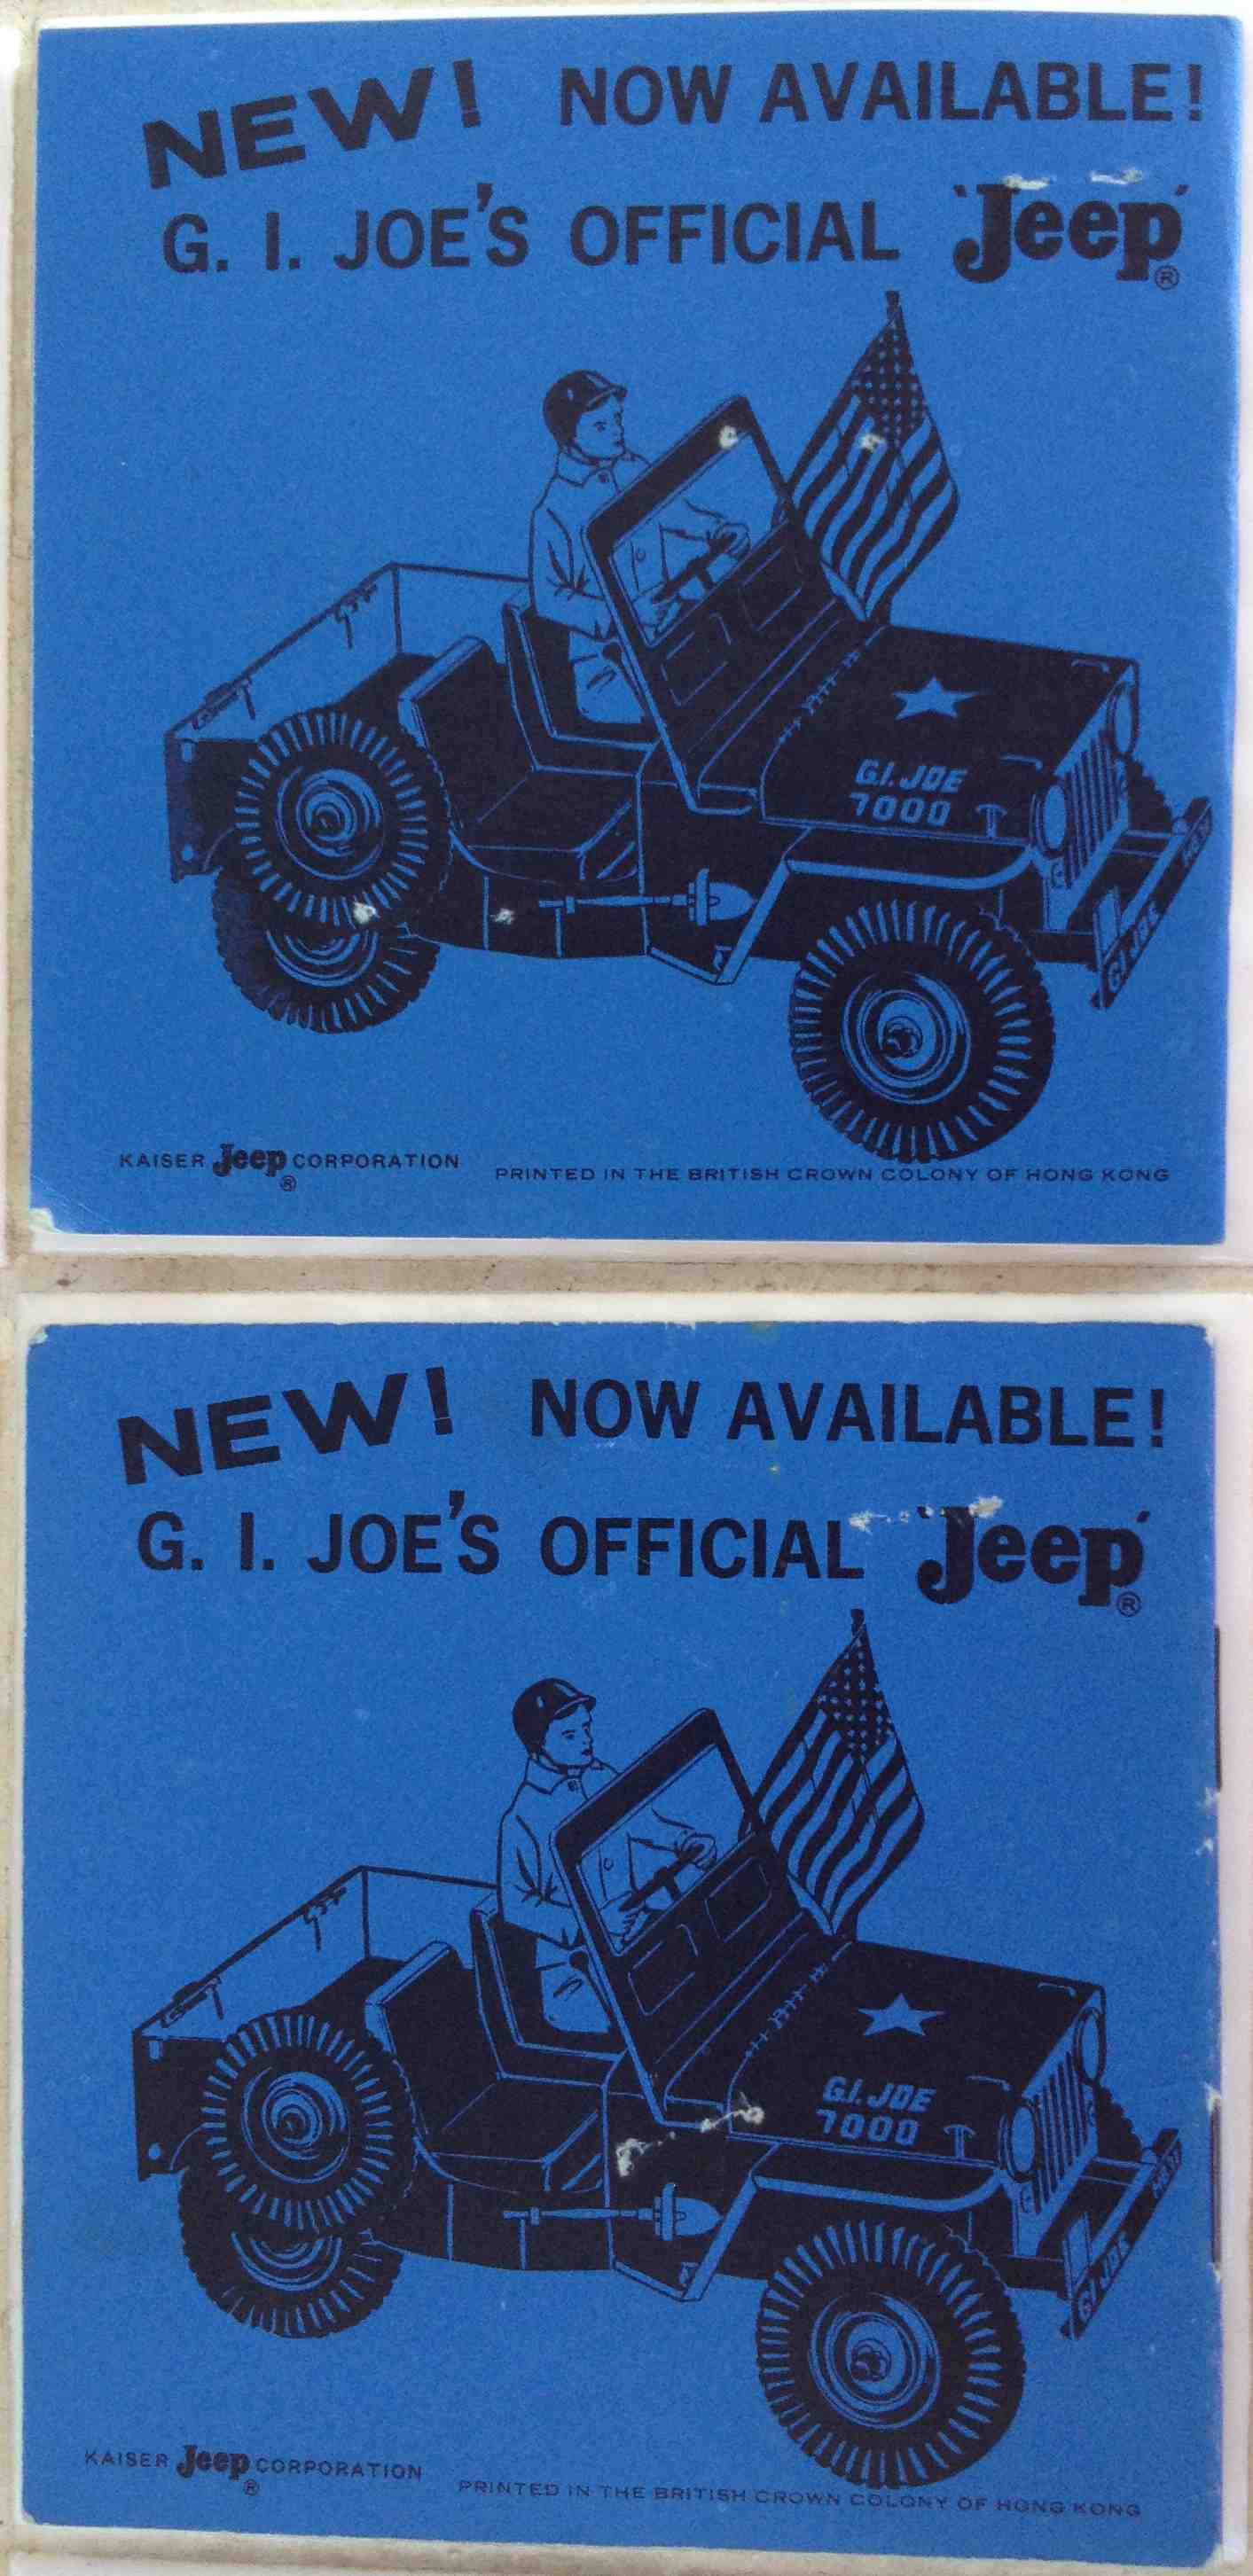 NEW! NOW AVAILABLE!
G. I. JOE'S OFFICIAL 'Jeep'®
G.I. JOE
7000
G.I. JOE
KAISER Jeep® CORPORATION
PRINTED IN THE BRITISH CROWN COLONY OF HONG KONG
NEW! NOW AVAILABLE!
G. I. JOE'S OFFICIAL 'Jeep'®
G.I. JOE
7000
G.I. JOE
KAISER Jeep® CORPORATION
PRINTED IN THE BRITISH CROWN COLONY OF HONG KONG